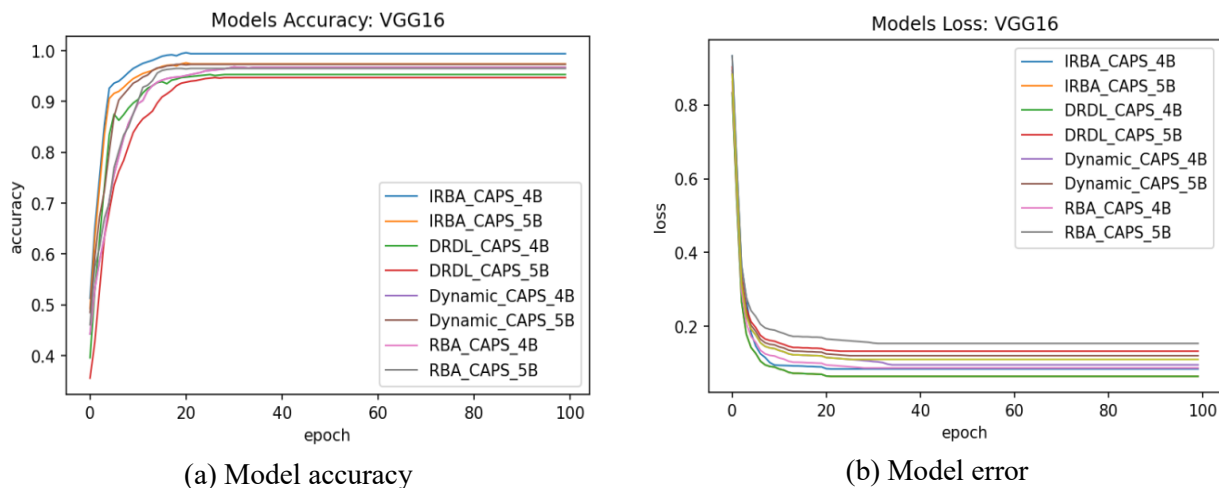 Models Accuracy: VGG16
1.0
0.9
0.8
0.7
0.6
0.5
0.4
accuracy
IRBA_CAPS_4B
IRBA_CAPS_5B
DRDL_CAPS_4B
DRDL_CAPS_5B
Dynamic_CAPS_4B
Dynamic_CAPS_5B
RBA_CAPS_4B
RBA_CAPS_5B
0 20 40 60 80 100
epoch
(a) Model accuracy
Models Loss: VGG16
0.8
0.6
0.4
0.2
loss
IRBA_CAPS_4B
IRBA_CAPS_5B
DRDL_CAPS_4B
DRDL_CAPS_5B
Dynamic_CAPS_4B
Dynamic_CAPS_5B
RBA_CAPS_4B
RBA_CAPS_5B
0 20 40 60 80 100
epoch
(b) Model error